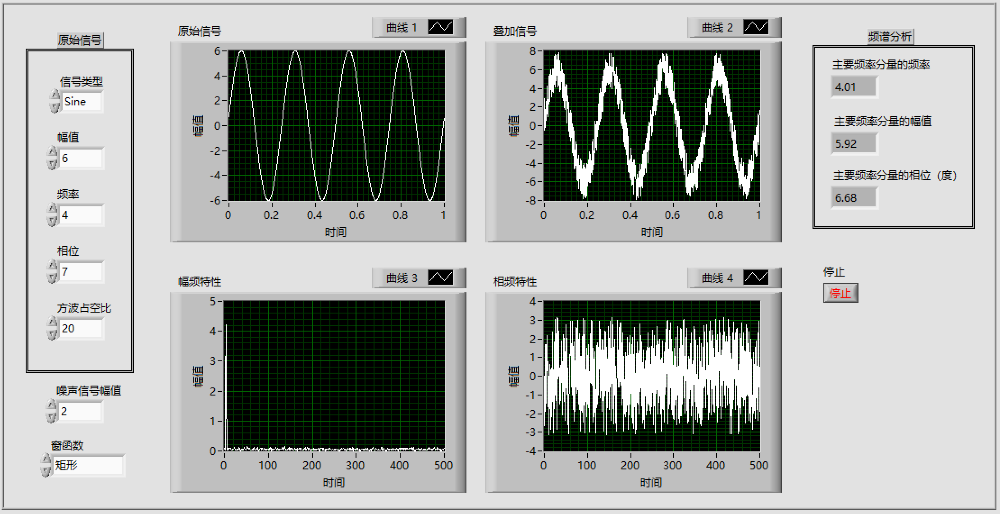 原始信号
信号类型
Sine
幅值
6
频率
4
相位
7
方波占空比
20
噪声信号幅值
2
窗函数
矩形
原始信号
曲线 1
6
4
2
0
-2
-4
-6
幅值
0 0.2 0.4 0.6 0.8 1
时间
叠加信号
曲线 2
8
6
4
2
0
-2
-4
-6
-8
幅值
0 0.2 0.4 0.6 0.8 1
时间
幅频特性
曲线 3
5
4
3
2
1
0
幅值
0 100 200 300 400 500
时间
相频特性
曲线 4
4
3
2
1
0
-1
-2
-3
-4
幅值
0 100 200 300 400 500
时间
频谱分析
主要频率分量的频率
4.01
主要频率分量的幅值
5.92
主要频率分量的相位（度）
6.68
停止
停止